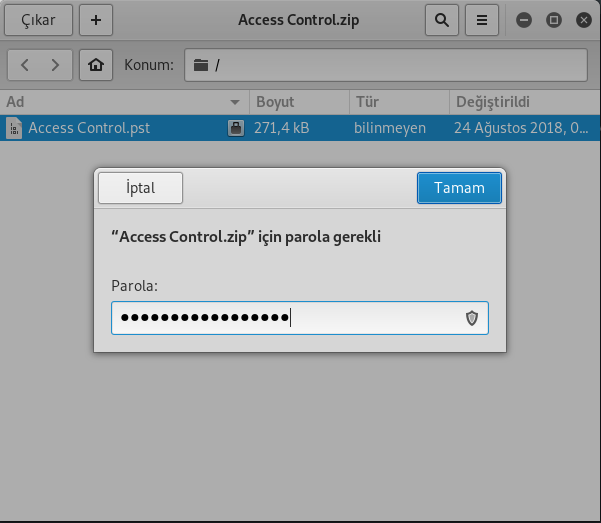 Çıkar + Access Control.zip
Konum: /
Ad Boyut Tür Değiştirildi
Access Control.pst 271,4 kB bilinmeyen 24 Ağustos 2018, 0...
İptal Tamam
“Access Control.zip” için parola gerekli
Parola:
●●●●●●●●●●●●●●●●●